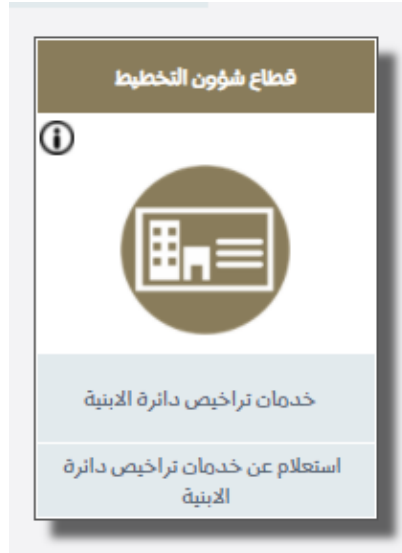 قطاع شؤون التخطيط
خدمات تراخيص دائرة الابنية
استعلام عن خدمات تراخيص دائرة
الابنية